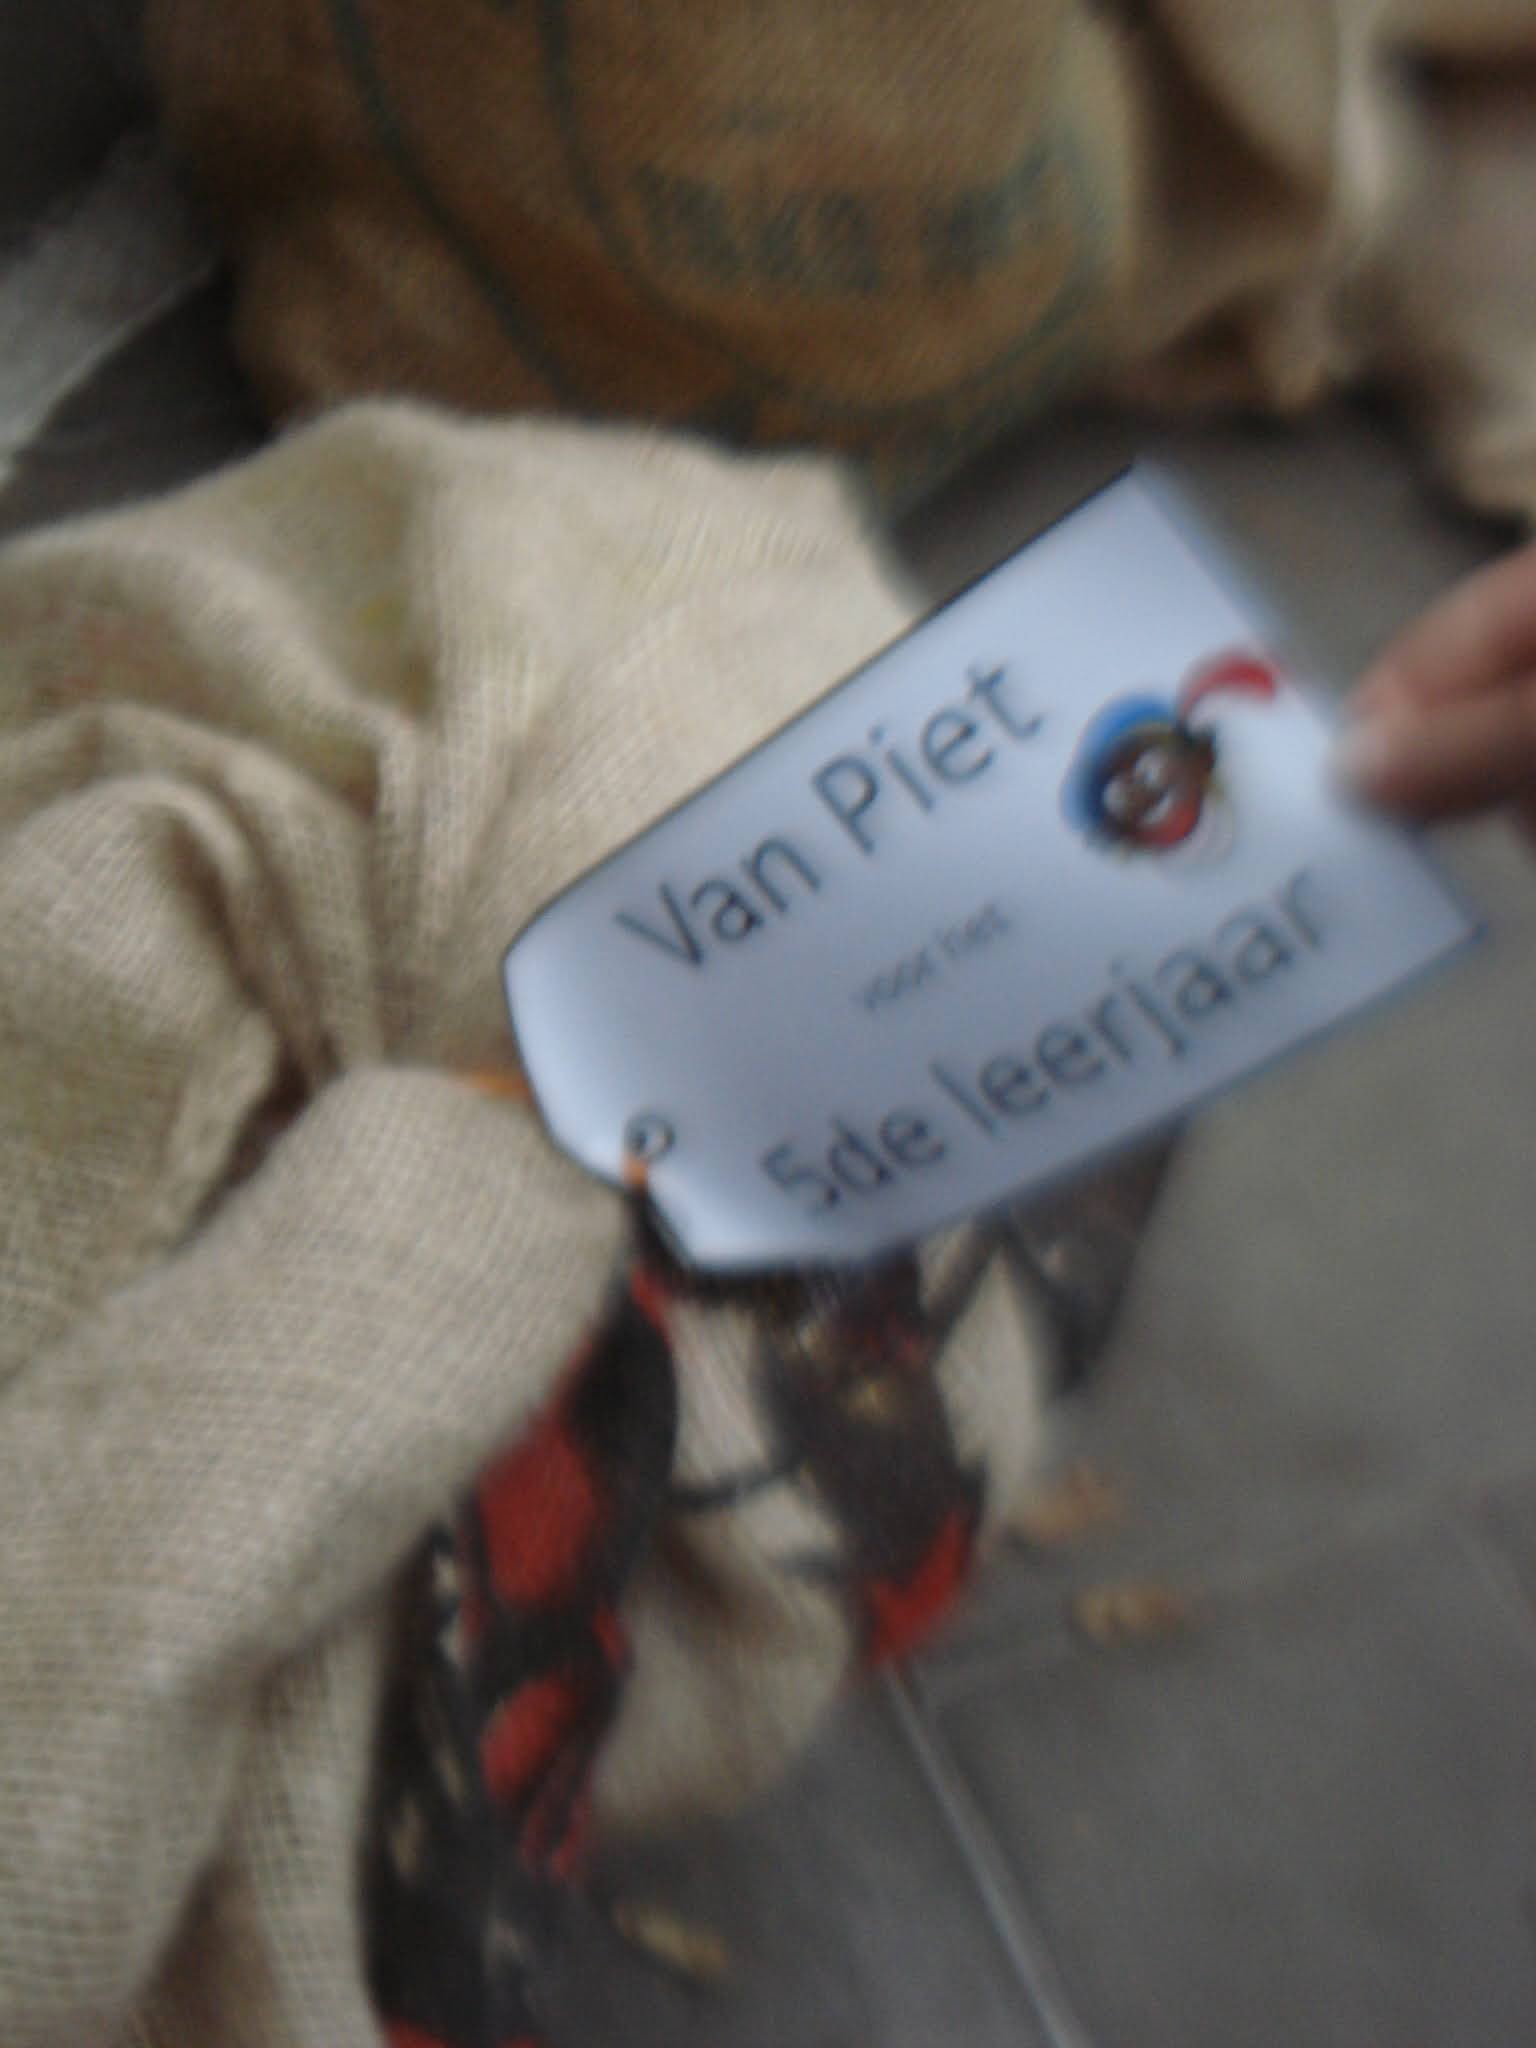 Van Piet
voor het
5de leerjaar